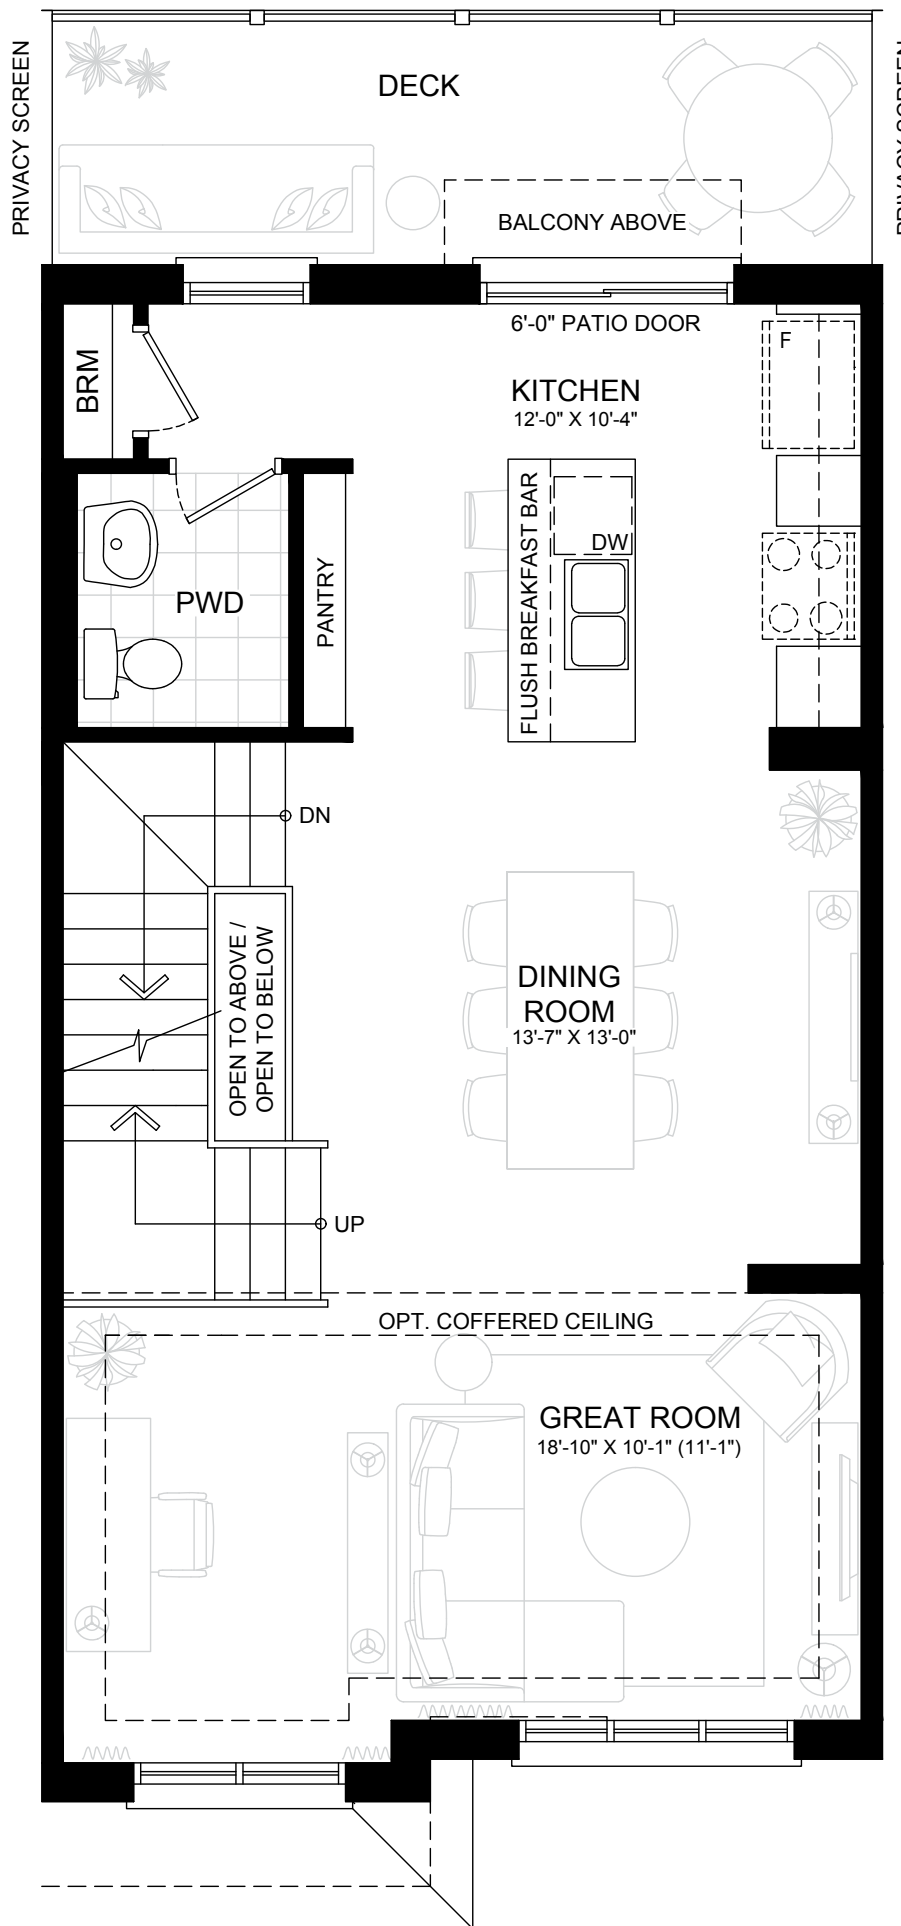 PRIVACY SCREEN
PRIVACY SCREEN
DECK
BALCONY ABOVE
6'-0" PATIO DOOR
F
BRM
KITCHEN
12'-0" X 10'-4"
FLUSH BREAKFAST BAR
DW
PWD
PANTRY
DN
OPEN TO ABOVE /
OPEN TO BELOW
DINING
ROOM
13'-7" X 13'-0"
UP
OPT. COFFERED CEILING
GREAT ROOM
18'-10" X 10'-1" (11'-1")